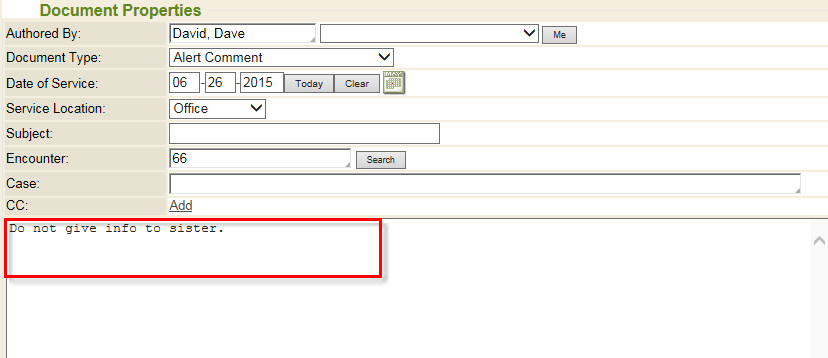 Document Properties
Authored By: David, Dave Me
Document Type: Alert Comment
Date of Service: 06 -26 -2015 Today Clear
Service Location: Office
Subject:
Encounter: 66 Search
Case:
CC: Add
Do not give info to sister.